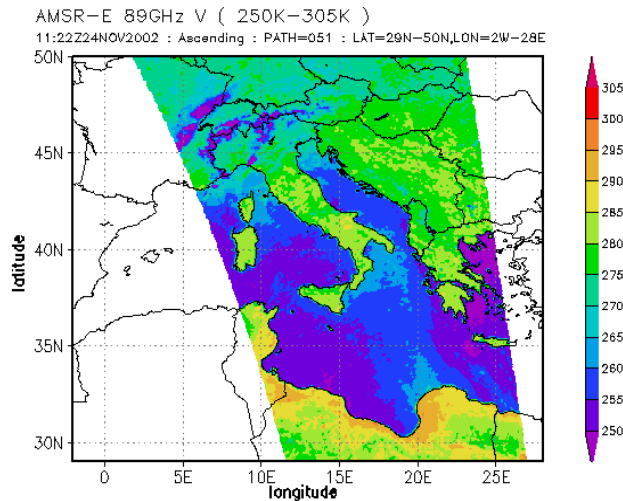 AMSR-E 89GHz V ( 250K-305K )
11:22Z24NOV2002 : Ascending : PATH=051 : LAT=29N-50N,LON=2W-28E
50N
45N
40N
35N
30N
latitude
0
5E
10E
15E
20E
25E
longitude
305
305
295
290
285
280
275
270
265
260
255
250